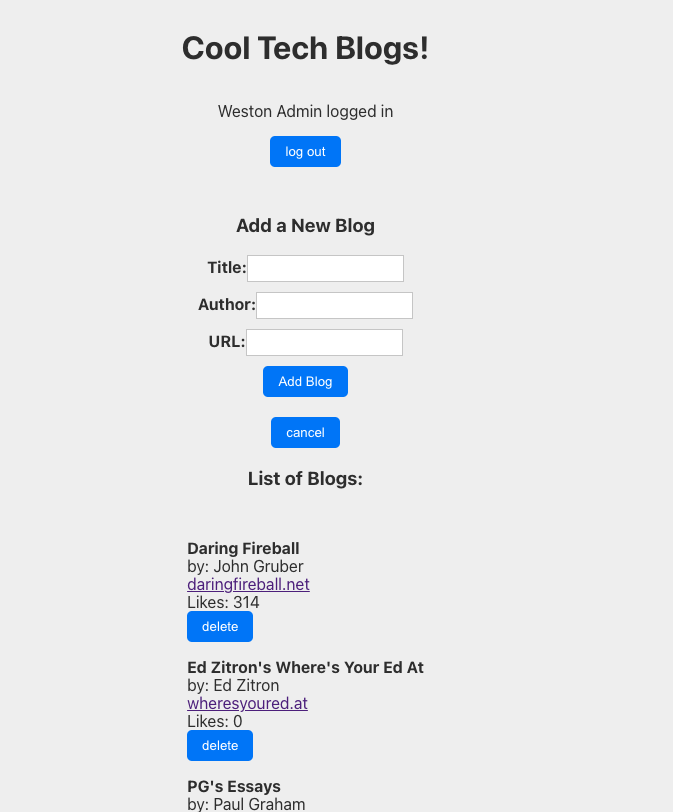 Cool Tech Blogs!
Weston Admin logged in
log out
Add a New Blog
Title:
Author:
URL:
Add Blog
cancel
List of Blogs:
Daring Fireball
by: John Gruber
daringfireball.net
Likes: 314
delete
Ed Zitron's Where's Your Ed At
by: Ed Zitron
wheresyoured.at
Likes: 0
delete
PG's Essays
by: Paul Graham